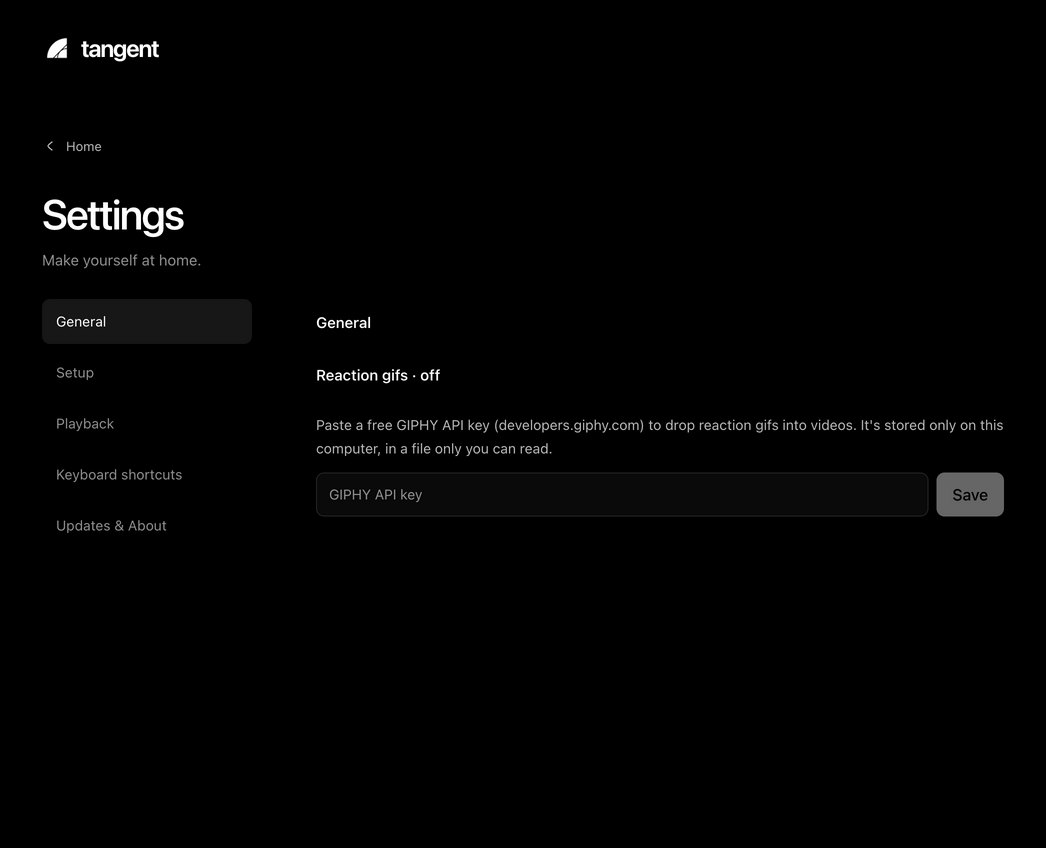 tangent
Home
Settings
Make yourself at home.
General
Setup
Playback
Keyboard shortcuts
Updates & About
General
Reaction gifs · off
Paste a free GIPHY API key (developers.giphy.com) to drop reaction gifs into videos. It's stored only on this
computer, in a file only you can read.
GIPHY API key
Save